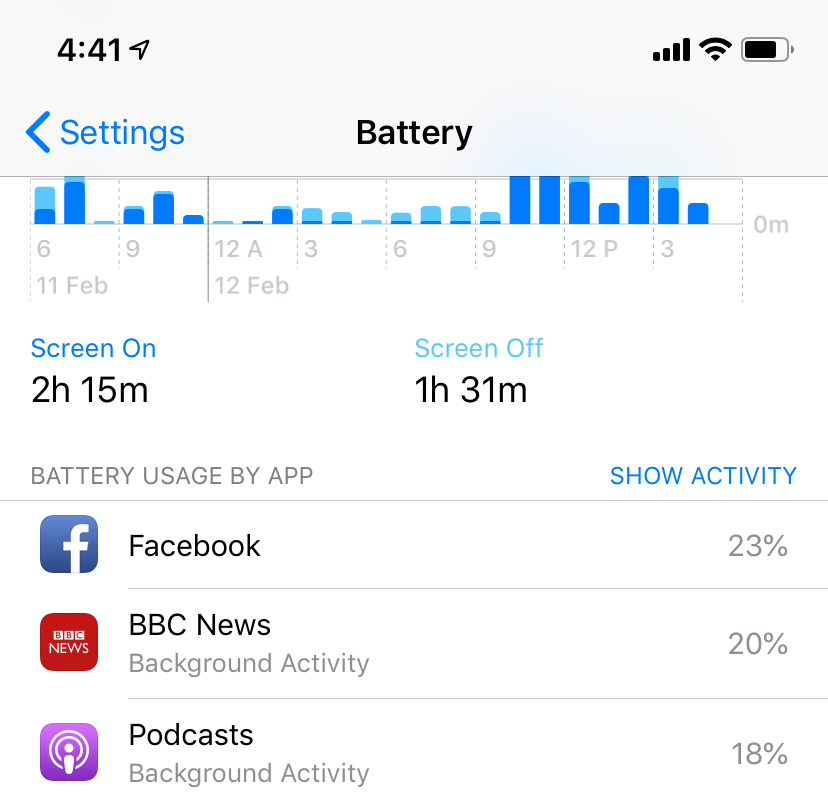 4:41
Settings
Battery
0m
6 9 12 A 3 6 9 12 P 3
11 Feb 12 Feb
Screen On Screen Off
2h 15m 1h 31m
BATTERY USAGE BY APP SHOW ACTIVITY
f
Facebook 23%
BBC
NEWS
BBC News
Background Activity
20%
Podcasts
Background Activity
18%